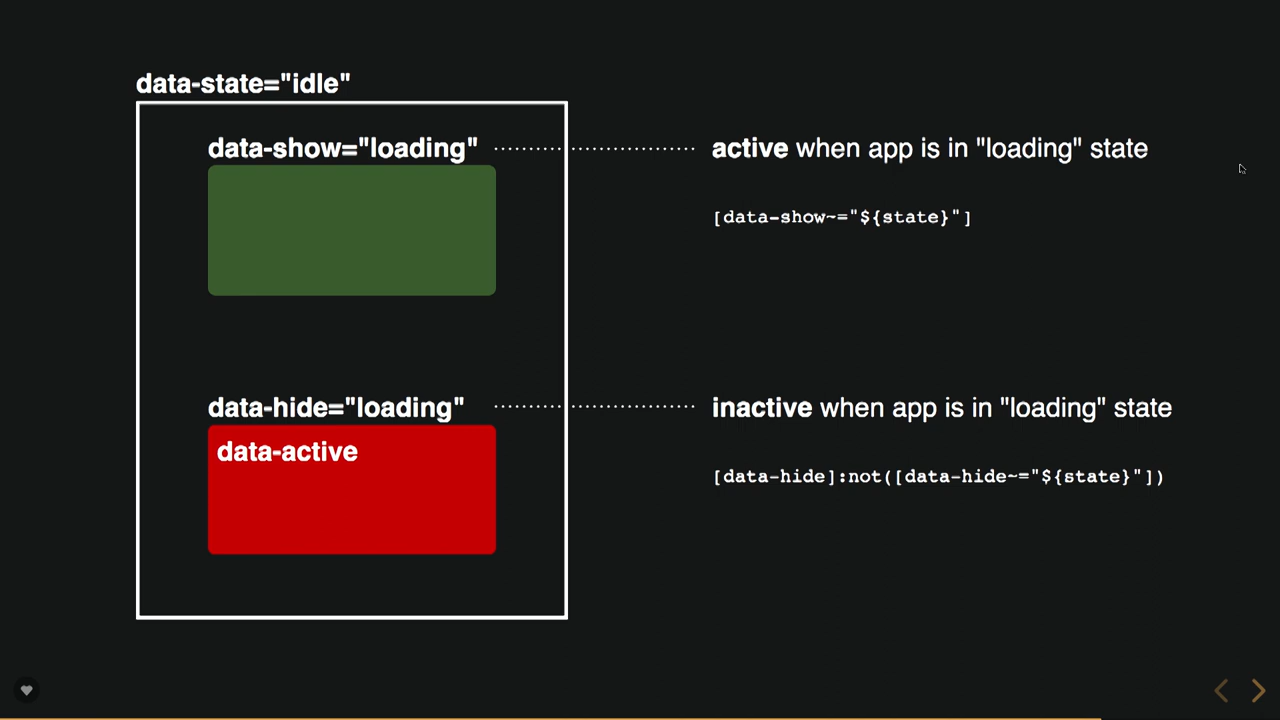 data-state="idle"
data-show="loading"
active when app is in "loading" state
[data-show~="${state}"]
data-hide="loading"
inactive when app is in "loading" state
data-active
[data-hide]:not([data-hide~="${state}"])